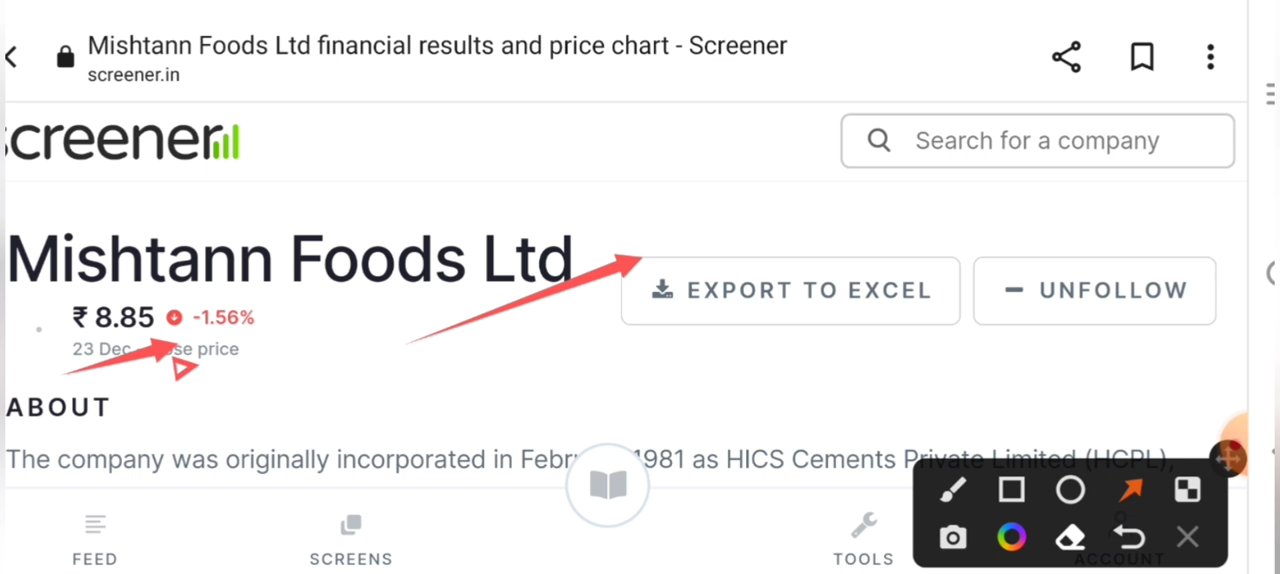 Mishtann Foods Ltd financial results and price chart - Screener
screener.in
screener
Search for a company
Mishtann Foods Ltd
EXPORT TO EXCEL
UNFOLLOW
₹ 8.85 -1.56%
23 Dec price
ABOUT
The company was originally incorporated in 1981 as HICS Cements Private Limited (HCPL),
FEED
SCREENS
TOOLS
ACCOUNT